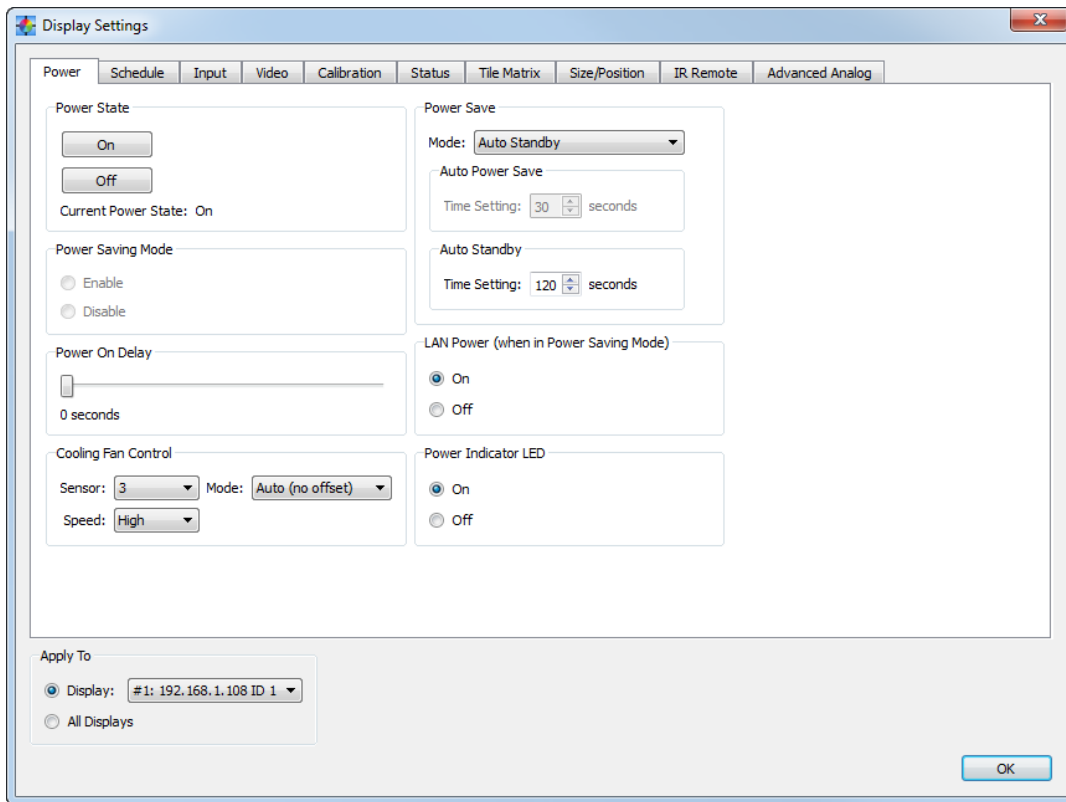 Display Settings
Power Schedule Input Video Calibration Status Tile Matrix Size/Position IR Remote Advanced Analog
Power State
On
Off
Current Power State: On
Power Saving Mode
Enable
Disable
Power On Delay
0 seconds
Cooling Fan Control
Sensor: 3 Mode: Auto (no offset)
Speed: High
Power Save
Mode: Auto Standby
Auto Power Save
Time Setting: 30 seconds
Auto Standby
Time Setting: 120 seconds
LAN Power (when in Power Saving Mode)
On
Off
Power Indicator LED
On
Off
Apply To
Display: #1: 192.168.1.108 ID 1
All Displays
OK